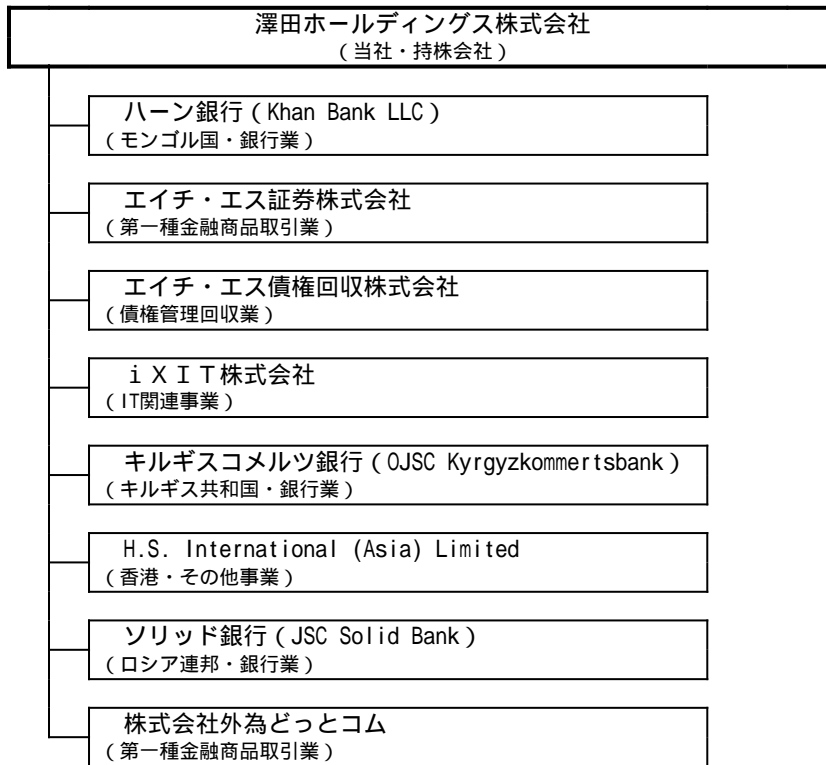 澤田ホールディングス株式会社
(当社・持株会社)
ハーン銀行(Khan Bank LLC)
(モンゴル国・銀行業)
エイチ・エス証券株式会社
(第一種金融商品取引業)
エイチ・エス債権回収株式会社
(債権管理回収業)
iXIT株式会社
(IT関連事業)
キルギスコメルツ銀行(OJSC Kyrgyzkommertsbank)
(キルギス共和国・銀行業)
H.S. International (Asia) Limited
(香港・その他事業)
ソリッド銀行(JSC Solid Bank)
(ロシア連邦・銀行業)
株式会社外為どっとコム
(第一種金融商品取引業)